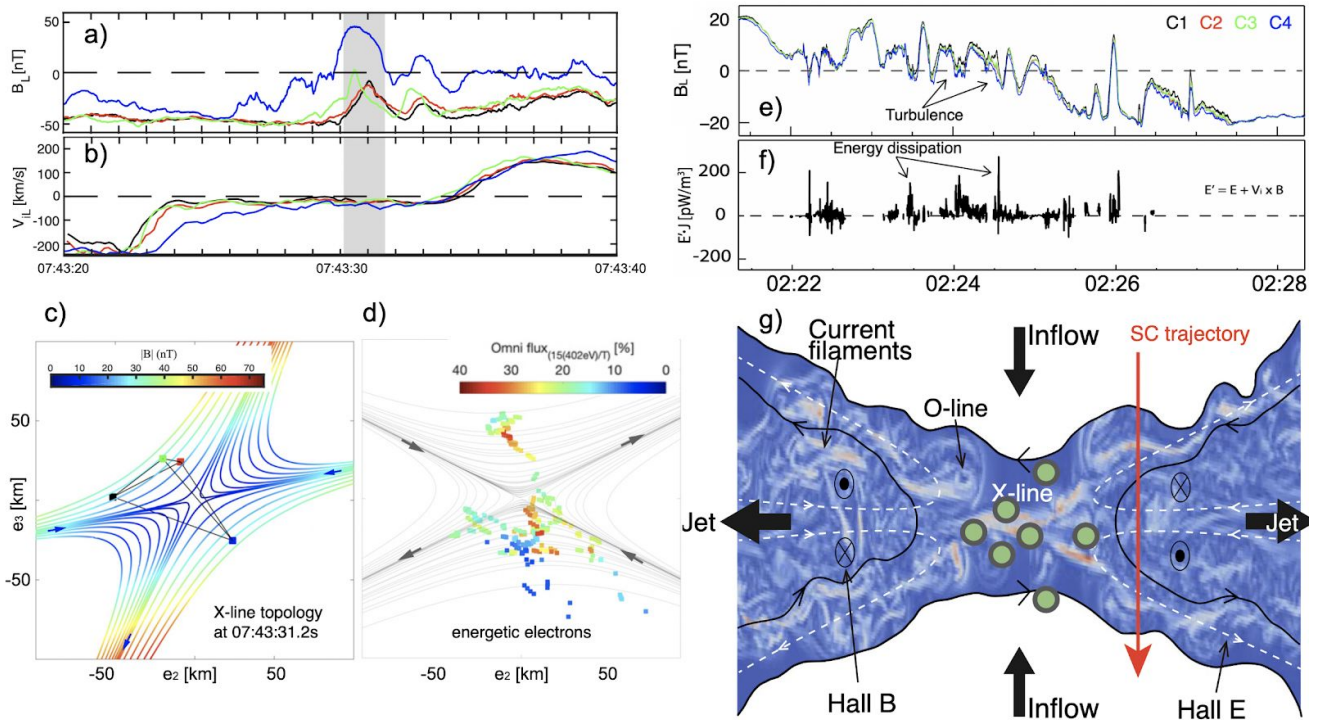 a)
B_L [nT]
50
0
-50
b)
V_iL [km/s]
200
100
0
-100
-200
07:43:20
07:43:30
07:43:40
c)
|B| (nT)
0 10 20 30 40 50 60 70
e₃ [km]
50
0
-50
X-line topology
at 07:43:31.2s
-50 0 50
e₂ [km]
d)
Omni flux(15(402eV)/T) [%]
40 30 20 10 0
energetic electrons
-50 0 50
e₂ [km]
e)
C1 C2 C3 C4
B_L [nT]
20
0
-20
Turbulence
f)
Energy dissipation
E' = E + Vi x B
E'·J [pW/m³]
200
0
-200
02:22 02:24 02:26 02:28
g)
Current
filaments
Inflow
SC trajectory
O-line
X-line
Jet
Jet
Hall B
Inflow
Hall E